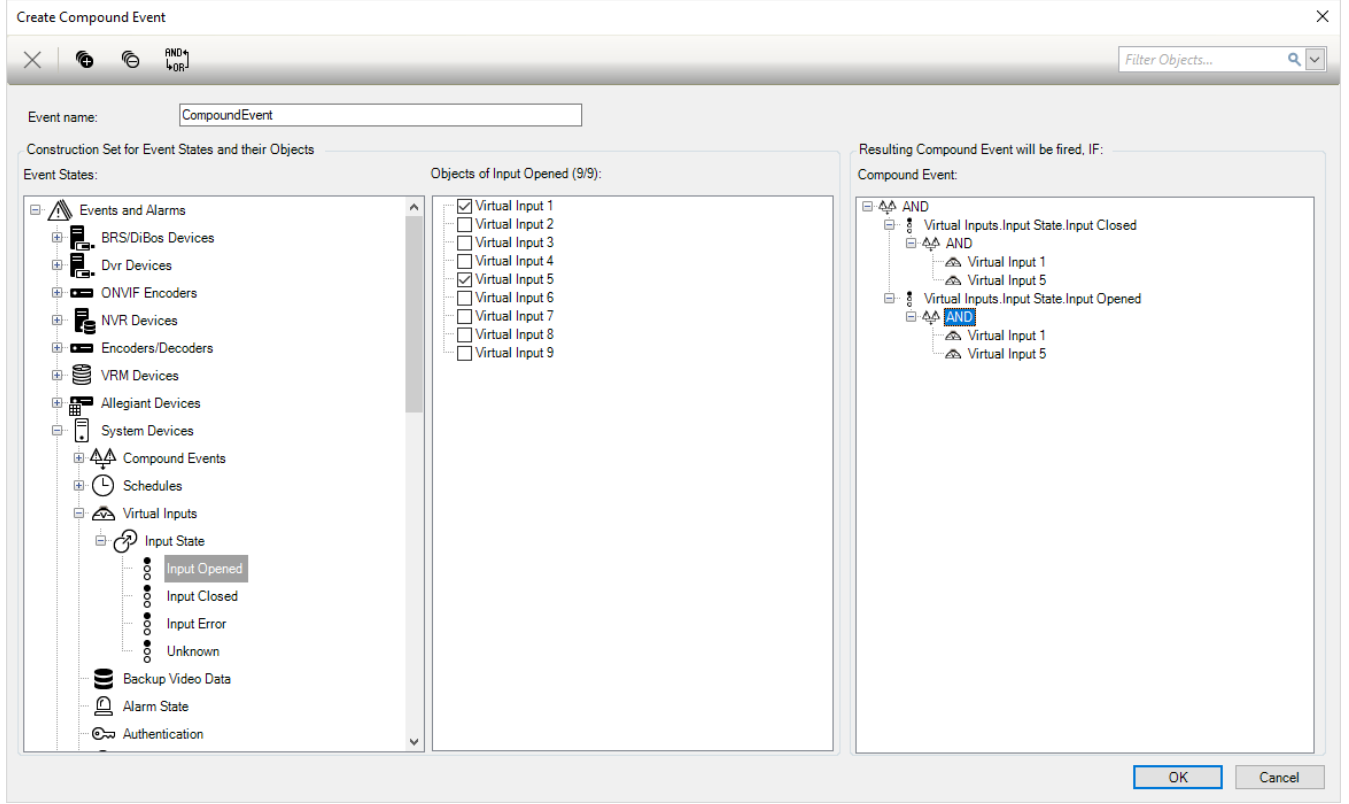 Create Compound Event
AND
OR
Filter Objects...
Event name:
CompoundEvent
Construction Set for Event States and their Objects
Event States:
Events and Alarms
BRS/DiBos Devices
Dvr Devices
ONVIF Encoders
NVR Devices
Encoders/Decoders
VRM Devices
Allegiant Devices
System Devices
Compound Events
Schedules
Virtual Inputs
Input State
Input Opened
Input Closed
Input Error
Unknown
Backup Video Data
Alarm State
Authentication
Objects of Input Opened (9/9):
Virtual Input 1
Virtual Input 2
Virtual Input 3
Virtual Input 4
Virtual Input 5
Virtual Input 6
Virtual Input 7
Virtual Input 8
Virtual Input 9
Resulting Compound Event will be fired, IF:
Compound Event:
AND
Virtual Inputs.Input State.Input Closed
AND
Virtual Input 1
Virtual Input 5
Virtual Inputs.Input State.Input Opened
AND
Virtual Input 1
Virtual Input 5
OK
Cancel